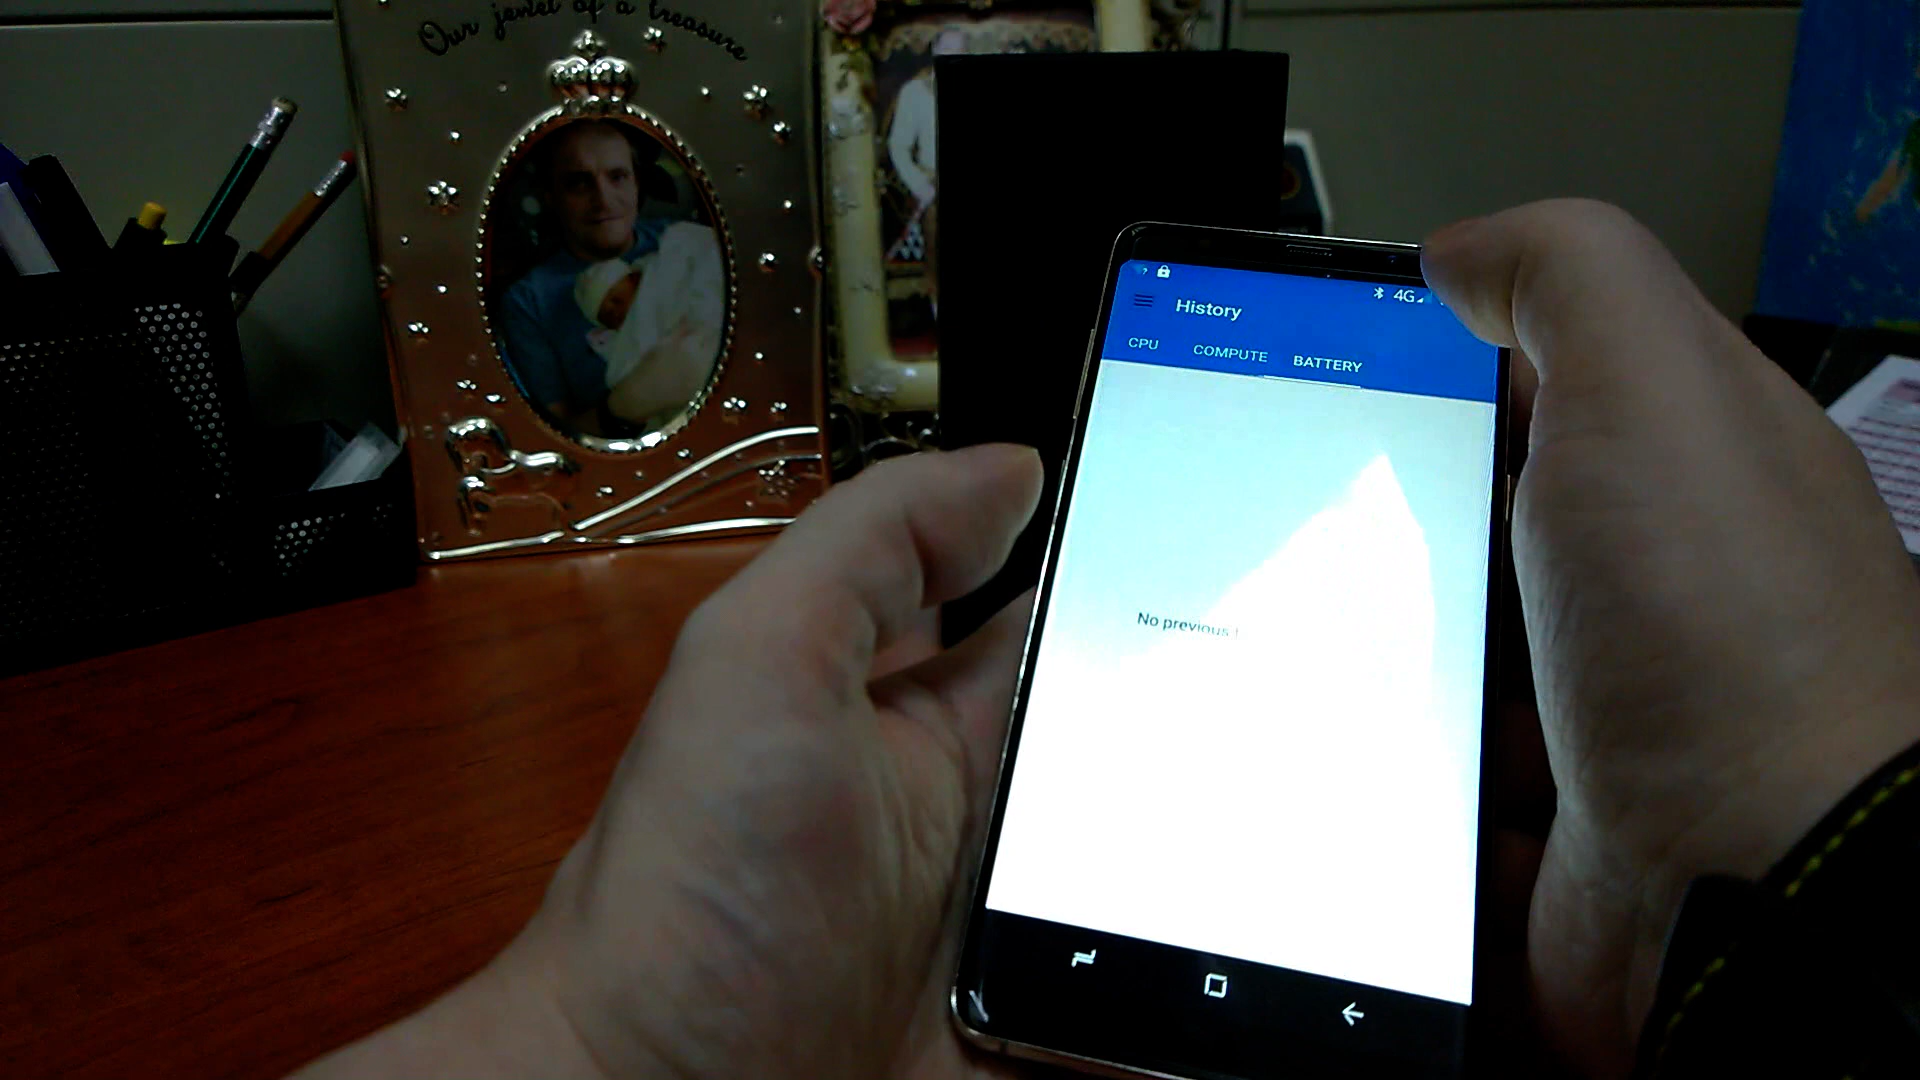 Our jewel of a treasure
4G
History
CPU COMPUTE BATTERY
No previous